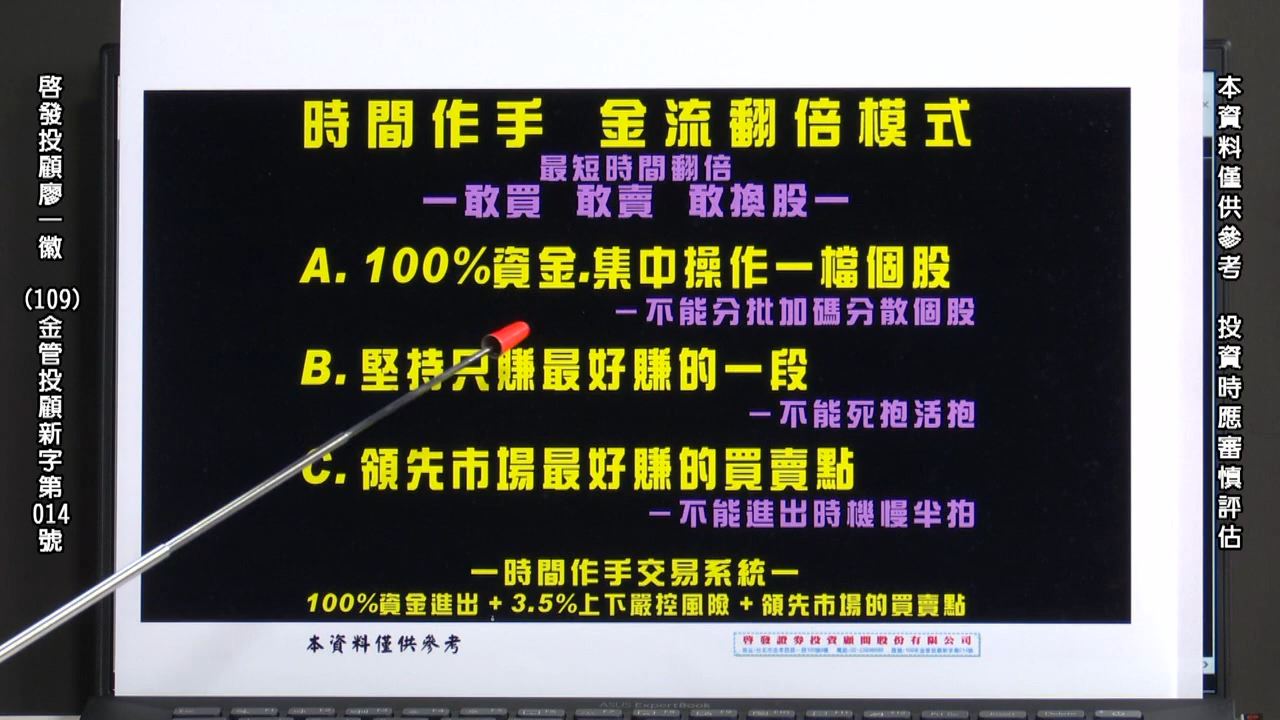 啓發投顧廖一徽 (109)金管投顧新字第014號
時間作手 金流翻倍模式
最短時間翻倍
—敢買 敢賣 敢換股—
A. 100%資金.集中操作一檔個股
—不能分批加碼分散個股
B. 堅持只賺最好賺的一段
—不能死抱活抱
C. 領先市場最好賺的買賣點
—不能進出時機慢半拍
—時間作手交易系統—
100%資金進出 + 3.5%上下嚴控風險 + 領先市場的買賣點
本資料僅供參考
啓發證券投資顧問股份有限公司
本資料僅供參考 投資時應審慎評估
ASUS ExpertBook